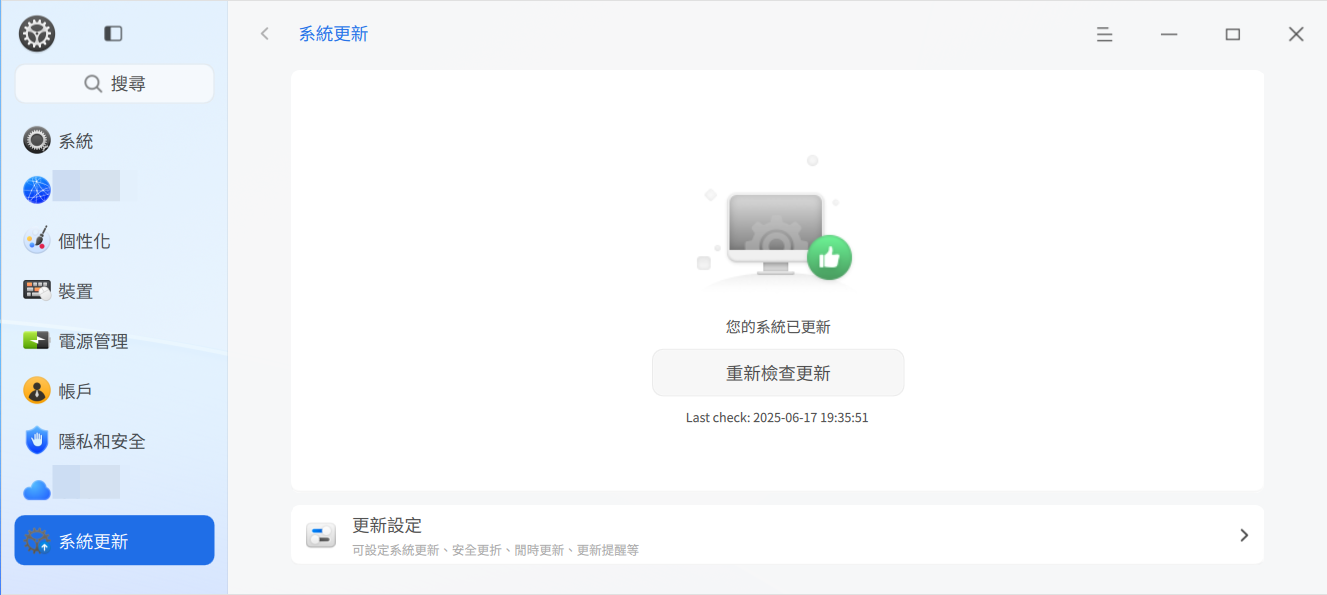 搜尋
系統
個性化
裝置
電源管理
帳戶
隱私和安全
系統更新
系統更新
您的系統已更新
重新檢查更新
Last check: 2025-06-17 19:35:51
更新設定
可設定系統更新、安全更折、閒時更新、更新提醒等